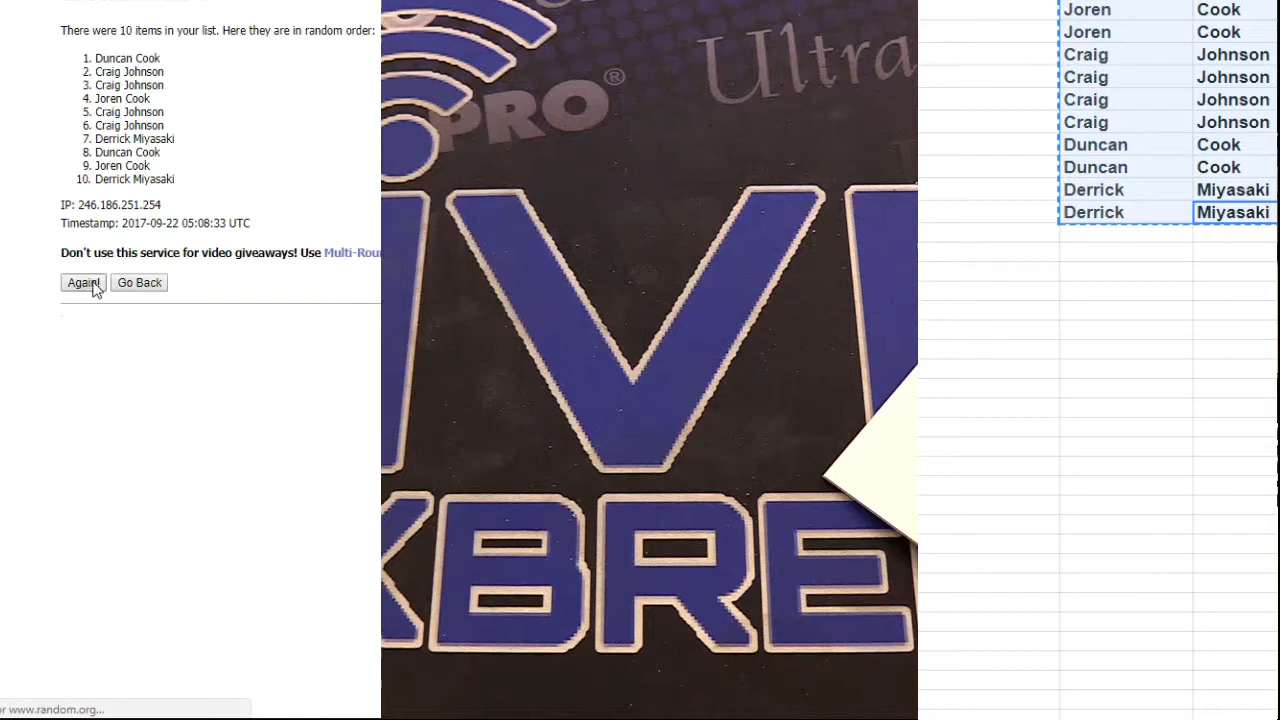 There were 10 items in your list. Here they are in random order:
1. Duncan Cook
2. Craig Johnson
3. Craig Johnson
4. Joren Cook
5. Craig Johnson
6. Craig Johnson
7. Derrick Miyasaki
8. Duncan Cook
9. Joren Cook
10. Derrick Miyasaki
IP: 246.186.251.254
Timestamp: 2017-09-22 05:08:33 UTC
Don't use this service for video giveaways! Use Multi-Rou
Again! Go Back
or www.random.org...
PRO® Ultra
IV
KBRE
Joren Cook
Joren Cook
Craig Johnson
Craig Johnson
Craig Johnson
Craig Johnson
Duncan Cook
Duncan Cook
Derrick Miyasaki
Derrick Miyasaki